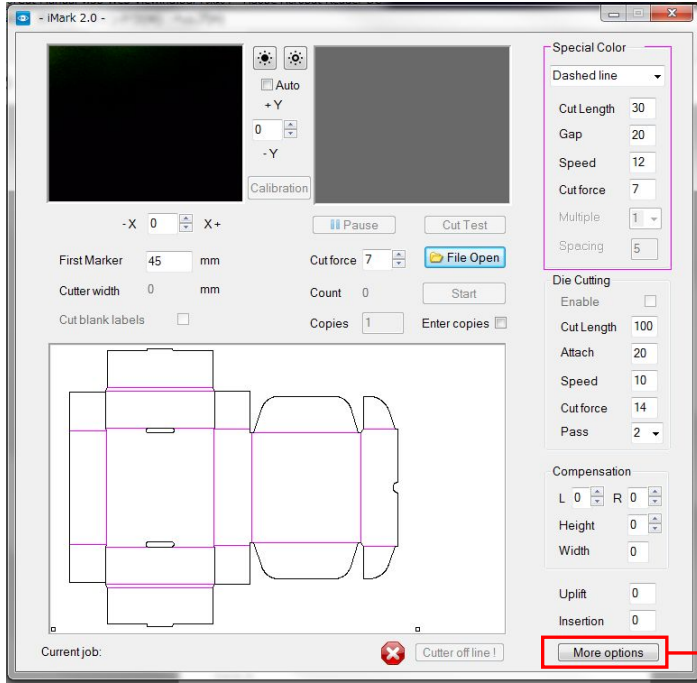 - iMark 2.0 -
Auto
+ Y
0
- Y
Calibration
- X 0 X +
Pause
Cut Test
First Marker 45 mm
Cut force 7
File Open
Cutter width 0 mm
Count 0
Start
Cut blank labels
Copies 1
Enter copies
Current job:
Cutter off line !
Special Color
Dashed line
Cut Length 30
Gap 20
Speed 12
Cut force 7
Multiple 1
Spacing 5
Die Cutting
Enable
Cut Length 100
Attach 20
Speed 10
Cut force 14
Pass 2
Compensation
L 0 R 0
Height 0
Width 0
Uplift 0
Insertion 0
More options